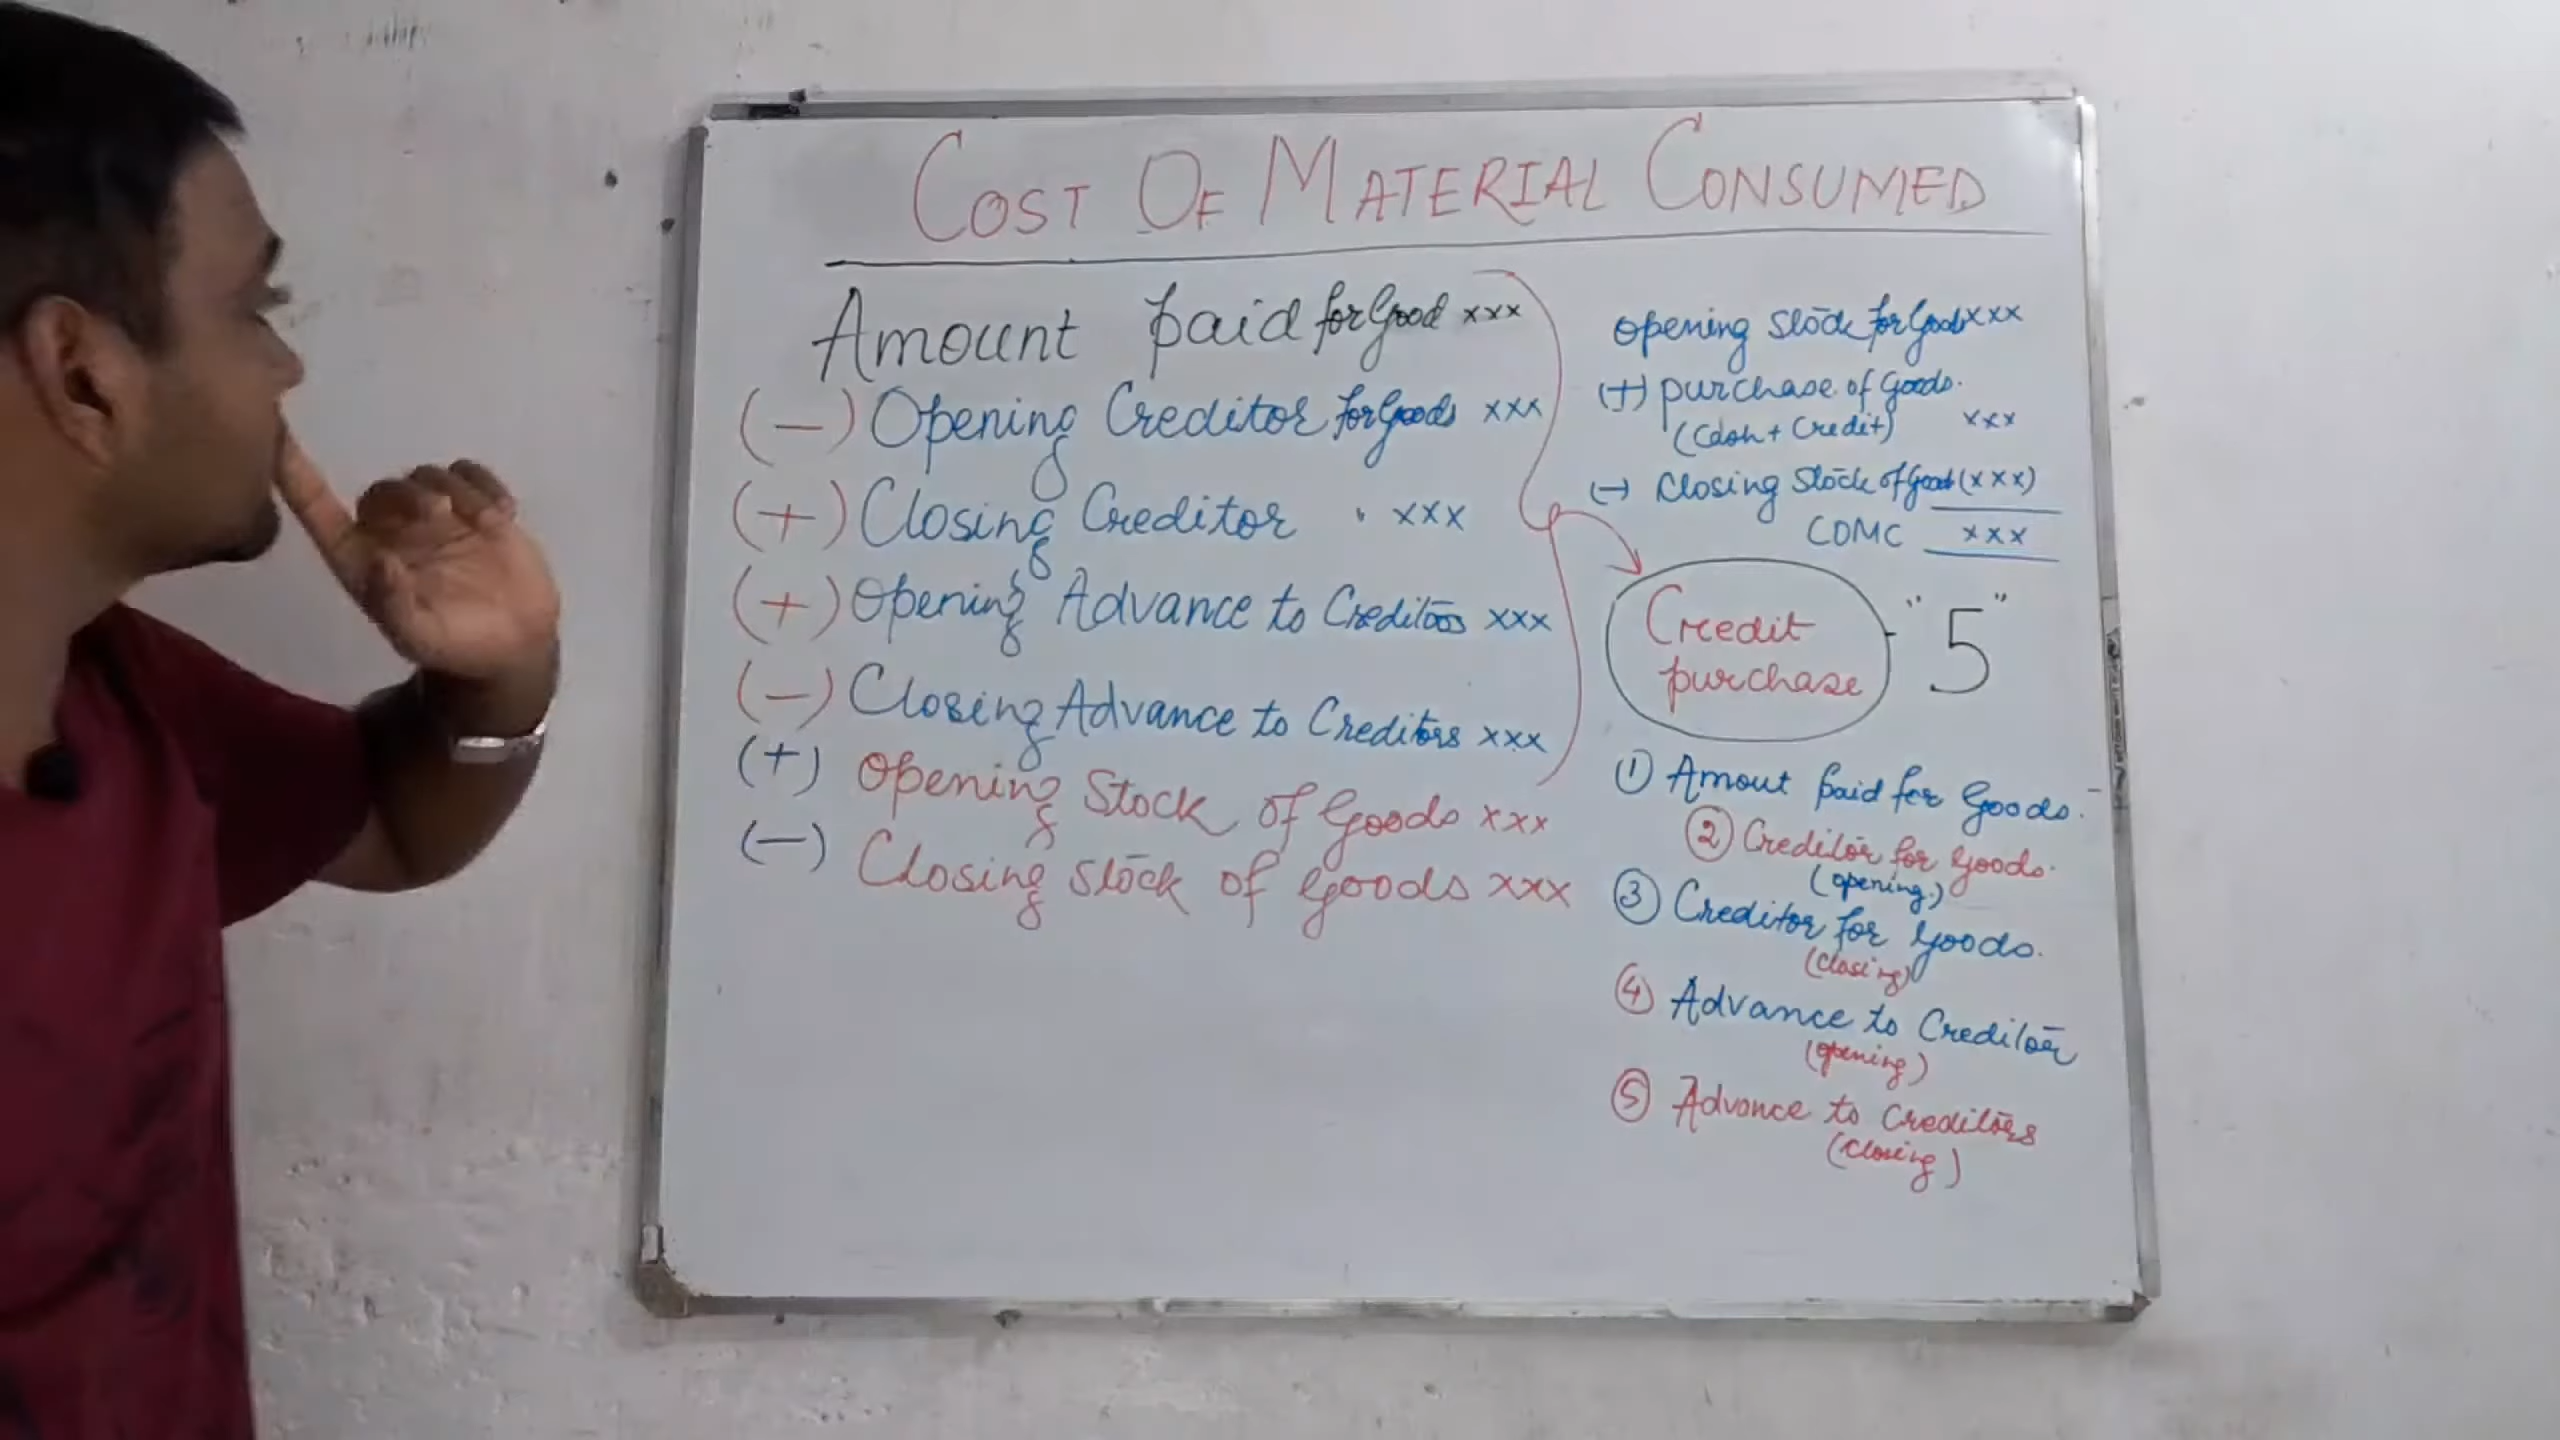 COST OF MATERIAL CONSUMED
Amount paid for Good xxx
(-) Opening Creditor for goods xxx
(+) Closing Creditor " xxx
(+) Opening Advance to Creditors xxx
(-) Closing Advance to Creditors xxx
(+) Opening Stock of Goods xxx
(-) Closing Stock of goods xxx
Opening Stock for Goods xxx
(+) purchase of Goods.
(Cash + Credit) xxx
(-) Closing Stock of Goods (xxx)
COMC xxx
Credit purchase - "5"
① Amout paid for Goods.
② Creditor for goods.
(opening)
③ Creditor for goods.
(closing)
④ Advance to Creditor
(opening)
⑤ Advance to Creditors
(closing)